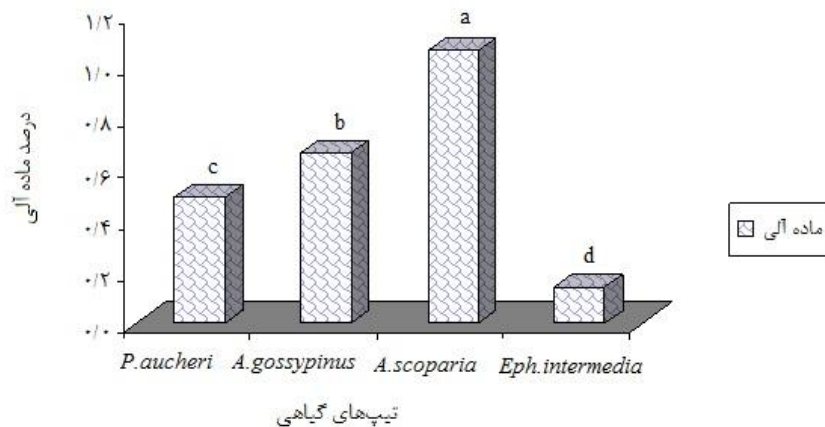 ۱/۲
۱/۰
۰/۸
۰/۶
۰/۴
۰/۲
۰/۰
درصد ماده آلی
c
b
a
d
P.aucheri
A.gossypinus
A.scoparia
Eph.intermedia
تیپ‌های گیاهی
ماده آلی